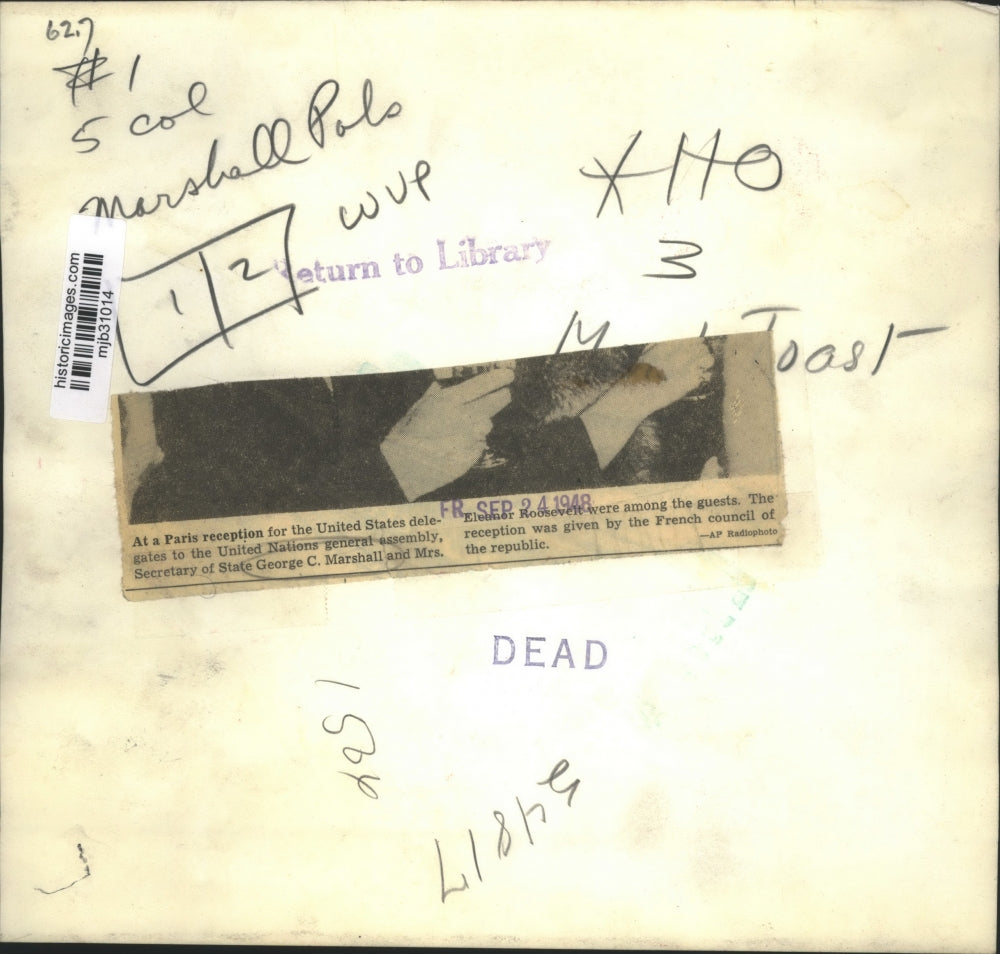 62.7
#1
5 col
Marshall Pols
1 2
WVP
XHO
3
Return to Library
historicimages.com
mjb31014
Toast
FR SEP 24 1948
At a Paris reception for the United States dele-
gates to the United Nations general assembly,
Secretary of State George C. Marshall and Mrs.
Eleanor Roosevelt were among the guests. The
reception was given by the French council of
the republic.
—AP Radiophoto
DEAD